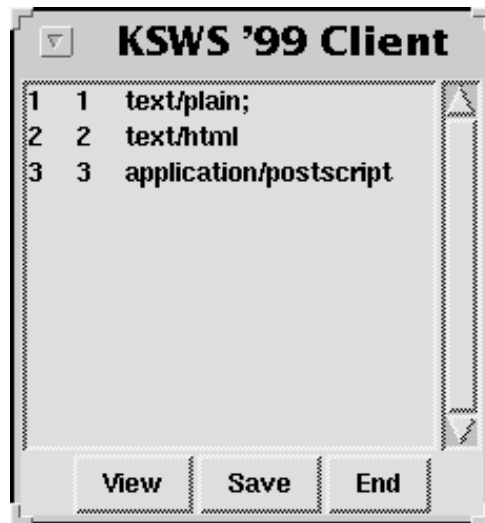 KSWS '99 Client
1 1 text/plain;
2 2 text/html
3 3 application/postscript
View Save End